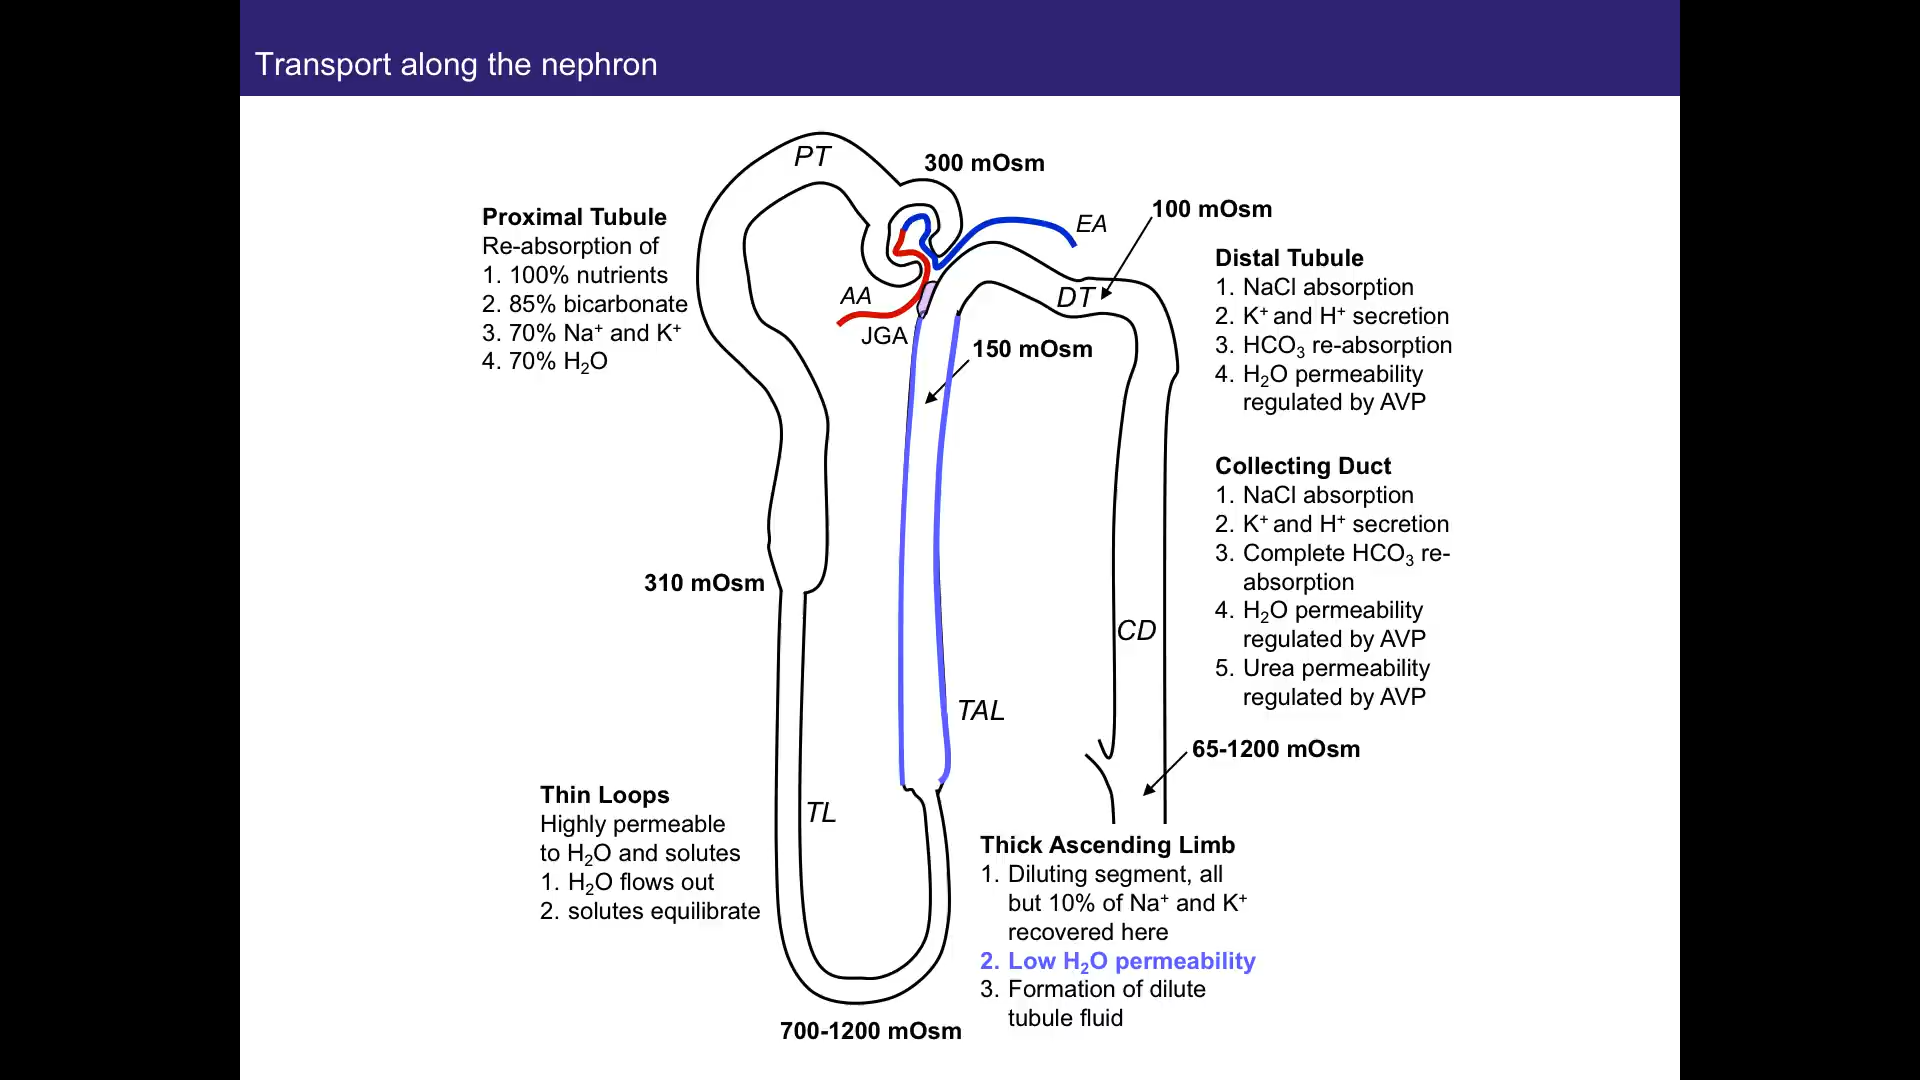 Transport along the nephron
PT
300 mOsm
Proximal Tubule
Re-absorption of
1. 100% nutrients
2. 85% bicarbonate
3. 70% Na⁺ and K⁺
4. 70% H₂O
EA
100 mOsm
AA
JGA
DT
150 mOsm
Distal Tubule
1. NaCl absorption
2. K⁺ and H⁺ secretion
3. HCO₃ re-absorption
4. H₂O permeability
regulated by AVP
Collecting Duct
1. NaCl absorption
2. K⁺ and H⁺ secretion
3. Complete HCO₃ re-
absorption
4. H₂O permeability
regulated by AVP
5. Urea permeability
regulated by AVP
310 mOsm
CD
TAL
65-1200 mOsm
Thin Loops
Highly permeable
to H₂O and solutes
1. H₂O flows out
2. solutes equilibrate
TL
Thick Ascending Limb
1. Diluting segment, all
but 10% of Na⁺ and K⁺
recovered here
2. Low H₂O permeability
3. Formation of dilute
tubule fluid
700-1200 mOsm